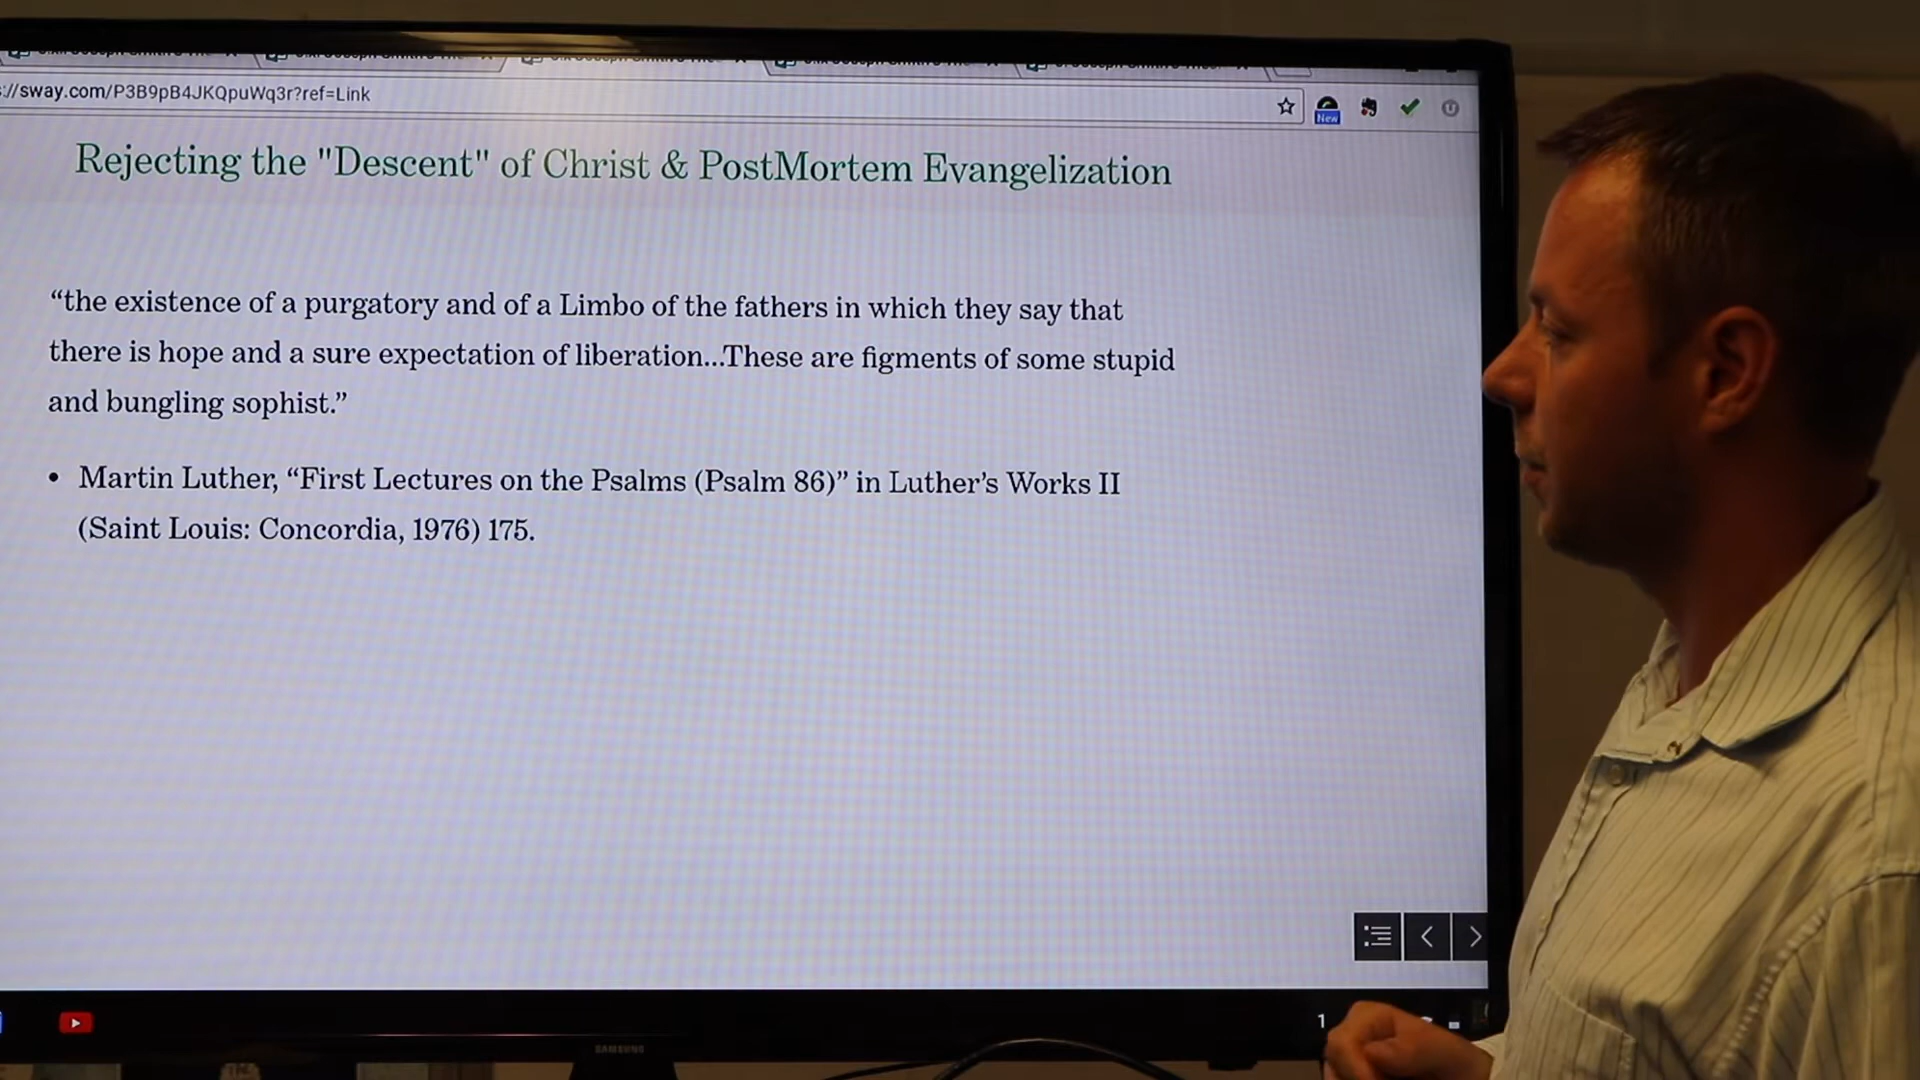 ://sway.com/P3B9pB4JKQpuWq3r?ref=Link
New
Rejecting the "Descent" of Christ & PostMortem Evangelization
“the existence of a purgatory and of a Limbo of the fathers in which they say that
there is hope and a sure expectation of liberation...These are figments of some stupid
and bungling sophist.”
• Martin Luther, “First Lectures on the Psalms (Psalm 86)” in Luther’s Works II
(Saint Louis: Concordia, 1976) 175.
1
SAMSUNG